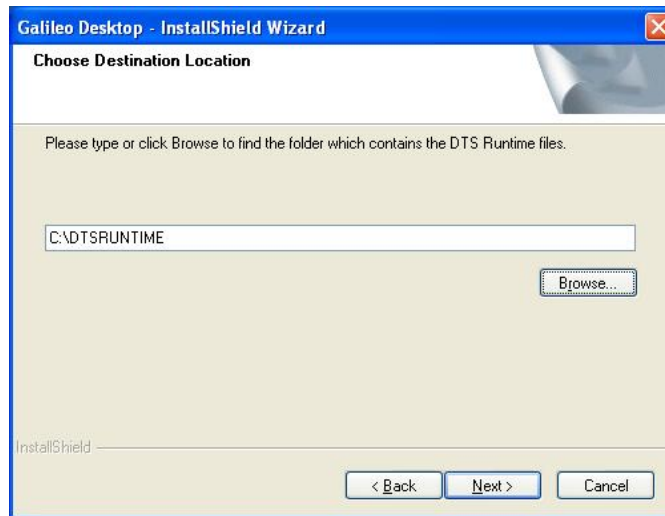 Galileo Desktop - InstallShield Wizard
Choose Destination Location
Please type or click Browse to find the folder which contains the DTS Runtime files.
C:\DTSRUNTIME
Browse...
InstallShield
< Back
Next >
Cancel